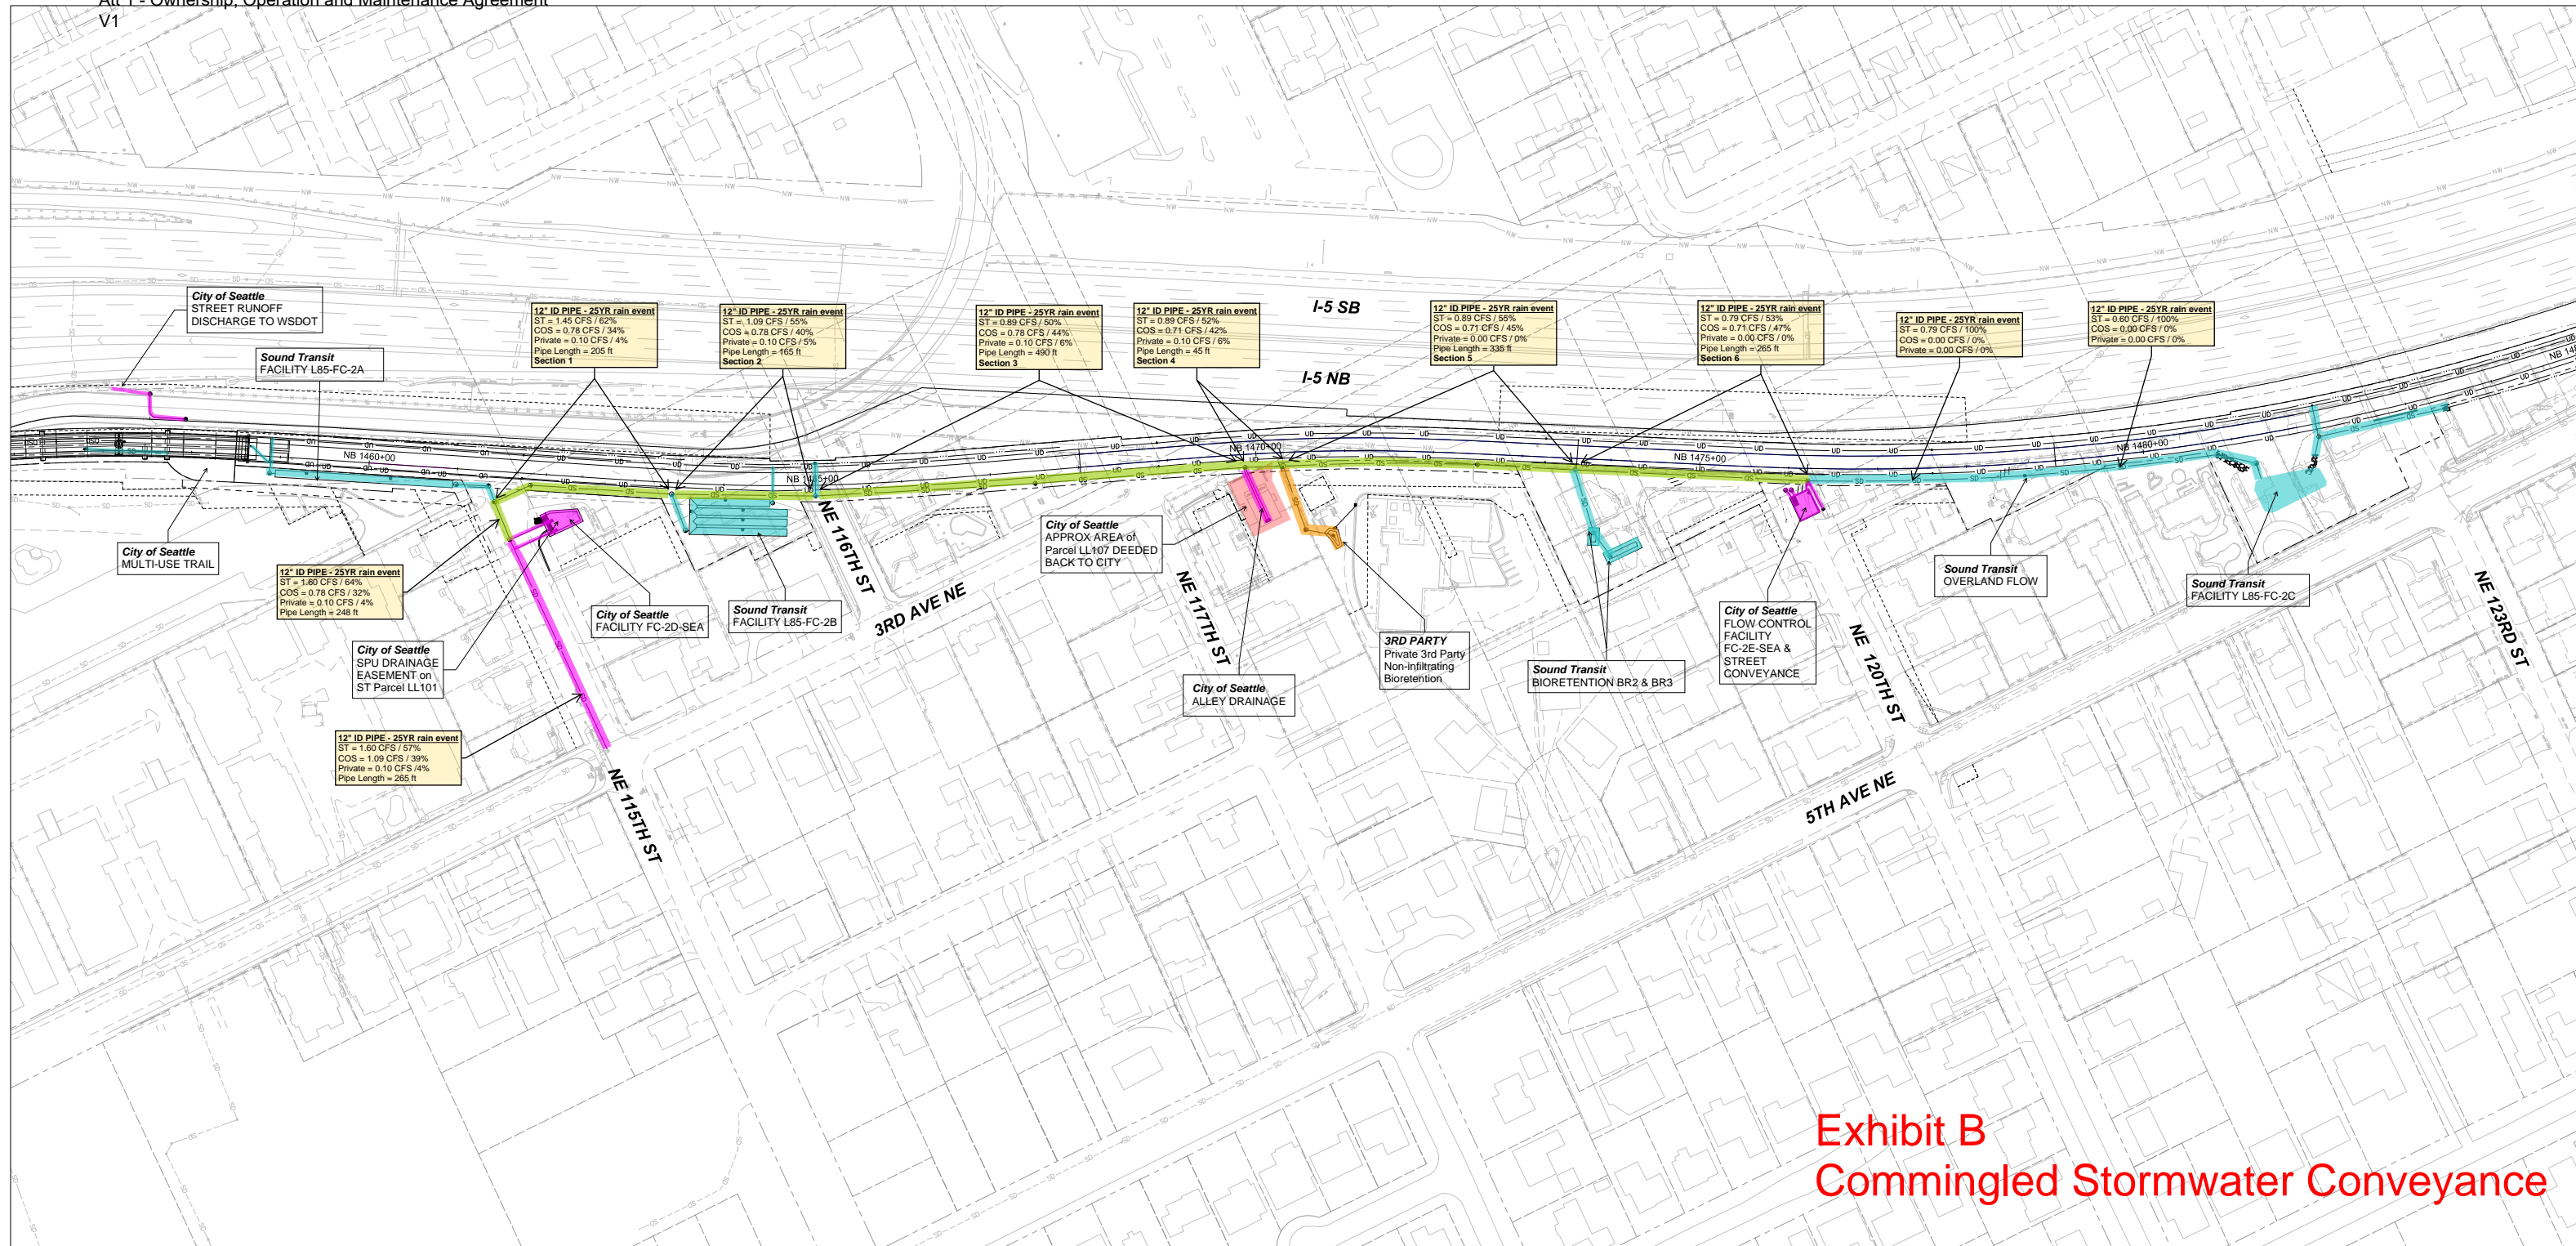 Att 1 - Ownership, Operation and Maintenance Agreement
V1
City of Seattle
STREET RUNOFF
DISCHARGE TO WSDOT
Sound Transit
FACILITY L85-FC-2A
12" ID PIPE - 25YR rain event
ST = 1.45 CFS / 62%
COS = 0.78 CFS / 34%
Private = 0.10 CFS / 4%
Pipe Length = 205 ft
Section 1
12" ID PIPE - 25YR rain event
ST = 1.09 CFS / 55%
COS = 0.78 CFS / 40%
Private = 0.10 CFS / 5%
Pipe Length = 165 ft
Section 2
12" ID PIPE - 25YR rain event
ST = 0.89 CFS / 50%
COS = 0.78 CFS / 44%
Private = 0.10 CFS / 6%
Pipe Length = 490 ft
Section 3
12" ID PIPE - 25YR rain event
ST = 0.89 CFS / 52%
COS = 0.71 CFS / 42%
Private = 0.10 CFS / 6%
Pipe Length = 45 ft
Section 4
I-5 SB
I-5 NB
12" ID PIPE - 25YR rain event
ST = 0.89 CFS / 55%
COS = 0.71 CFS / 45%
Private = 0.00 CFS / 0%
Pipe Length = 335 ft
Section 5
12" ID PIPE - 25YR rain event
ST = 0.79 CFS / 53%
COS = 0.71 CFS / 47%
Private = 0.00 CFS / 0%
Pipe Length = 265 ft
Section 6
12" ID PIPE - 25YR rain event
ST = 0.79 CFS / 100%
COS = 0.00 CFS / 0%
Private = 0.00 CFS / 0%
12" ID PIPE - 25YR rain event
ST = 0.60 CFS / 100%
COS = 0.00 CFS / 0%
Private = 0.00 CFS / 0%
NB 1460+00
NB 1470+00
NB 1475+00
NB 1480+00
City of Seattle
MULTI-USE TRAIL
12" ID PIPE - 25YR rain event
ST = 1.60 CFS / 64%
COS = 0.78 CFS / 32%
Private = 0.10 CFS / 4%
Pipe Length = 248 ft
City of Seattle
SPU DRAINAGE
EASEMENT on
ST Parcel LL101
12" ID PIPE - 25YR rain event
ST = 1.60 CFS / 57%
COS = 1.09 CFS / 39%
Private = 0.10 CFS /4%
Pipe Length = 265 ft
City of Seattle
FACILITY FC-2D-SEA
Sound Transit
FACILITY L85-FC-2B
NE 115TH ST
NE 116TH ST
3RD AVE NE
City of Seattle
APPROX AREA of
Parcel LL107 DEEDED
BACK TO CITY
NE 117TH ST
City of Seattle
ALLEY DRAINAGE
3RD PARTY
Private 3rd Party
Non-infiltrating
Bioretention
Sound Transit
BIORETENTION BR2 & BR3
City of Seattle
FLOW CONTROL
FACILITY
FC-2E-SEA &
STREET
CONVEYANCE
NE 120TH ST
5TH AVE NE
Sound Transit
OVERLAND FLOW
Sound Transit
FACILITY L85-FC-2C
NE 123RD ST
Exhibit B
Commingled Stormwater Conveyance